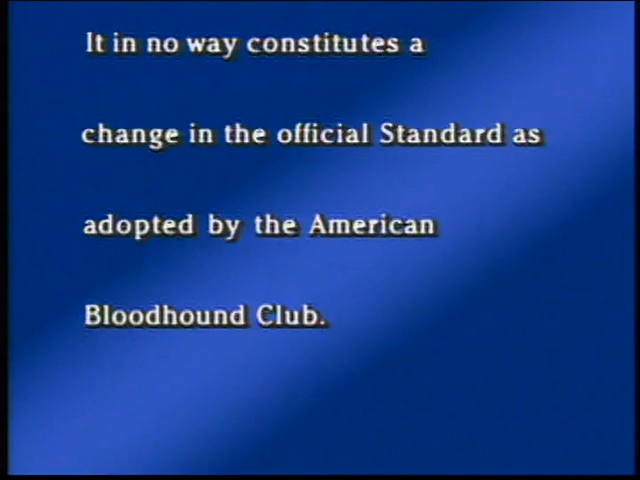 It in no way constitutes a
change in the official Standard as
adopted by the American
Bloodhound Club.